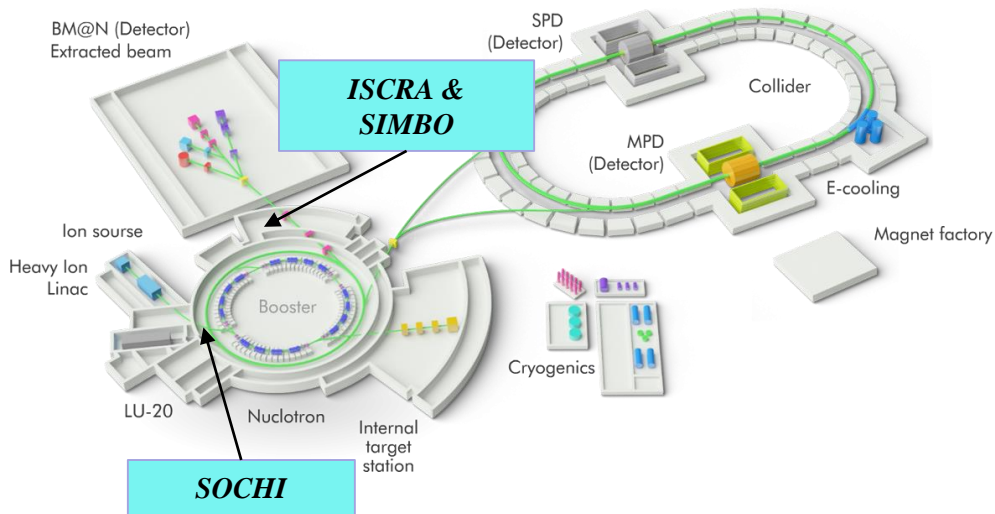 BM@N (Detector)
Extracted beam
SPD
(Detector)
ISCRA &
SIMBO
Collider
MPD
(Detector)
E-cooling
Ion sourse
Magnet factory
Heavy Ion
Linac
Booster
Cryogenics
LU-20
Nuclotron
Internal
target
station
SOCHI